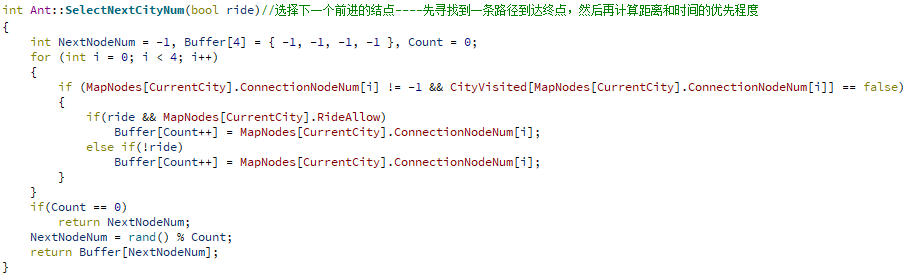 int Ant::SelectNextCityNum(bool ride)//选择下一个前进的结点----先寻找到一条路径到达终点，然后再计算距离和时间的优先程度
{
    int NextNodeNum = -1, Buffer[4] = { -1, -1, -1, -1 }, Count = 0;
    for (int i = 0; i < 4; i++)
    {
        if (MapNodes[CurrentCity].ConnectionNodeNum[i] != -1 && CityVisited[MapNodes[CurrentCity].ConnectionNodeNum[i]] == false)
        {
            if(ride && MapNodes[CurrentCity].RideAllow)
                Buffer[Count++] = MapNodes[CurrentCity].ConnectionNodeNum[i];
            else if(!ride)
                Buffer[Count++] = MapNodes[CurrentCity].ConnectionNodeNum[i];
        }
    }
    if(Count == 0)
        return NextNodeNum;
    NextNodeNum = rand() % Count;
    return Buffer[NextNodeNum];
}